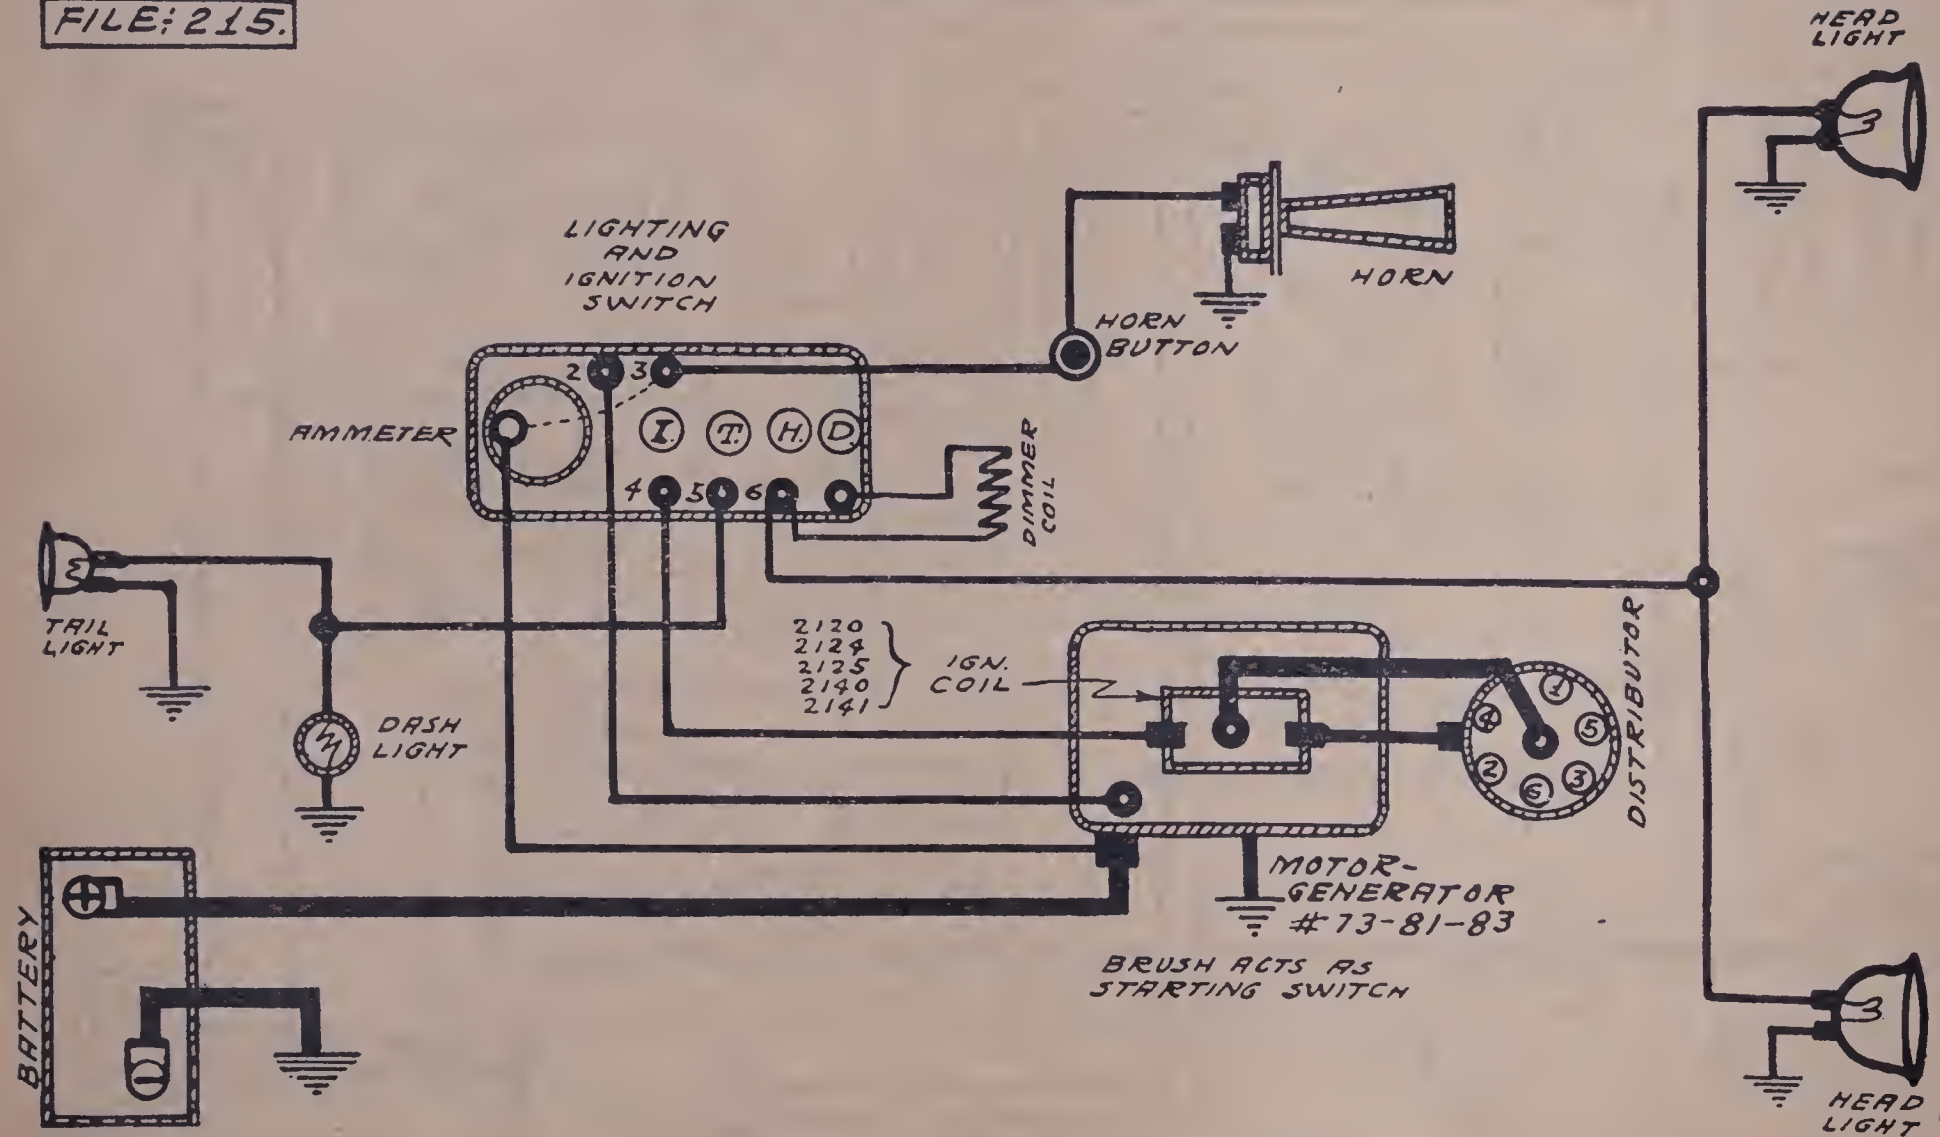 FILE: 215.
HEAD
LIGHT
LIGHTING
AND
IGNITION
SWITCH
HORN
HORN
BUTTON
2 3
AMMETER
I. T. H. D.
4 5 6
DIMMER
COIL
TAIL
LIGHT
DASH
LIGHT
2120
2124
2125
2140
2141
IGN.
COIL
1
4 5
2 3
6
DISTRIBUTOR
MOTOR-
GENERATOR
#73-81-83
BRUSH ACTS AS
STARTING SWITCH
BATTERY
+
-
HEAD
LIGHT